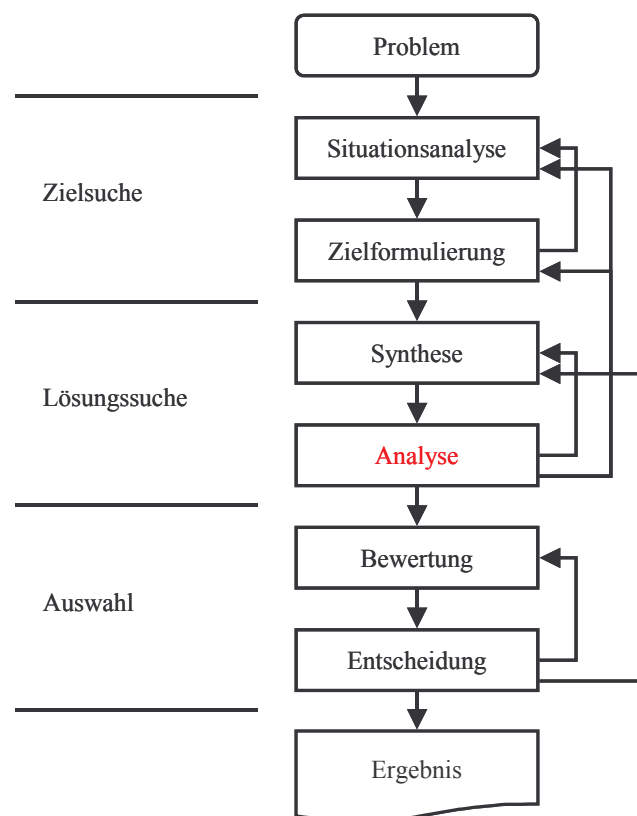 Problem
Situationsanalyse
Zielsuche
Zielformulierung
Synthese
Lösungssuche
Analyse
Bewertung
Auswahl
Entscheidung
Ergebnis